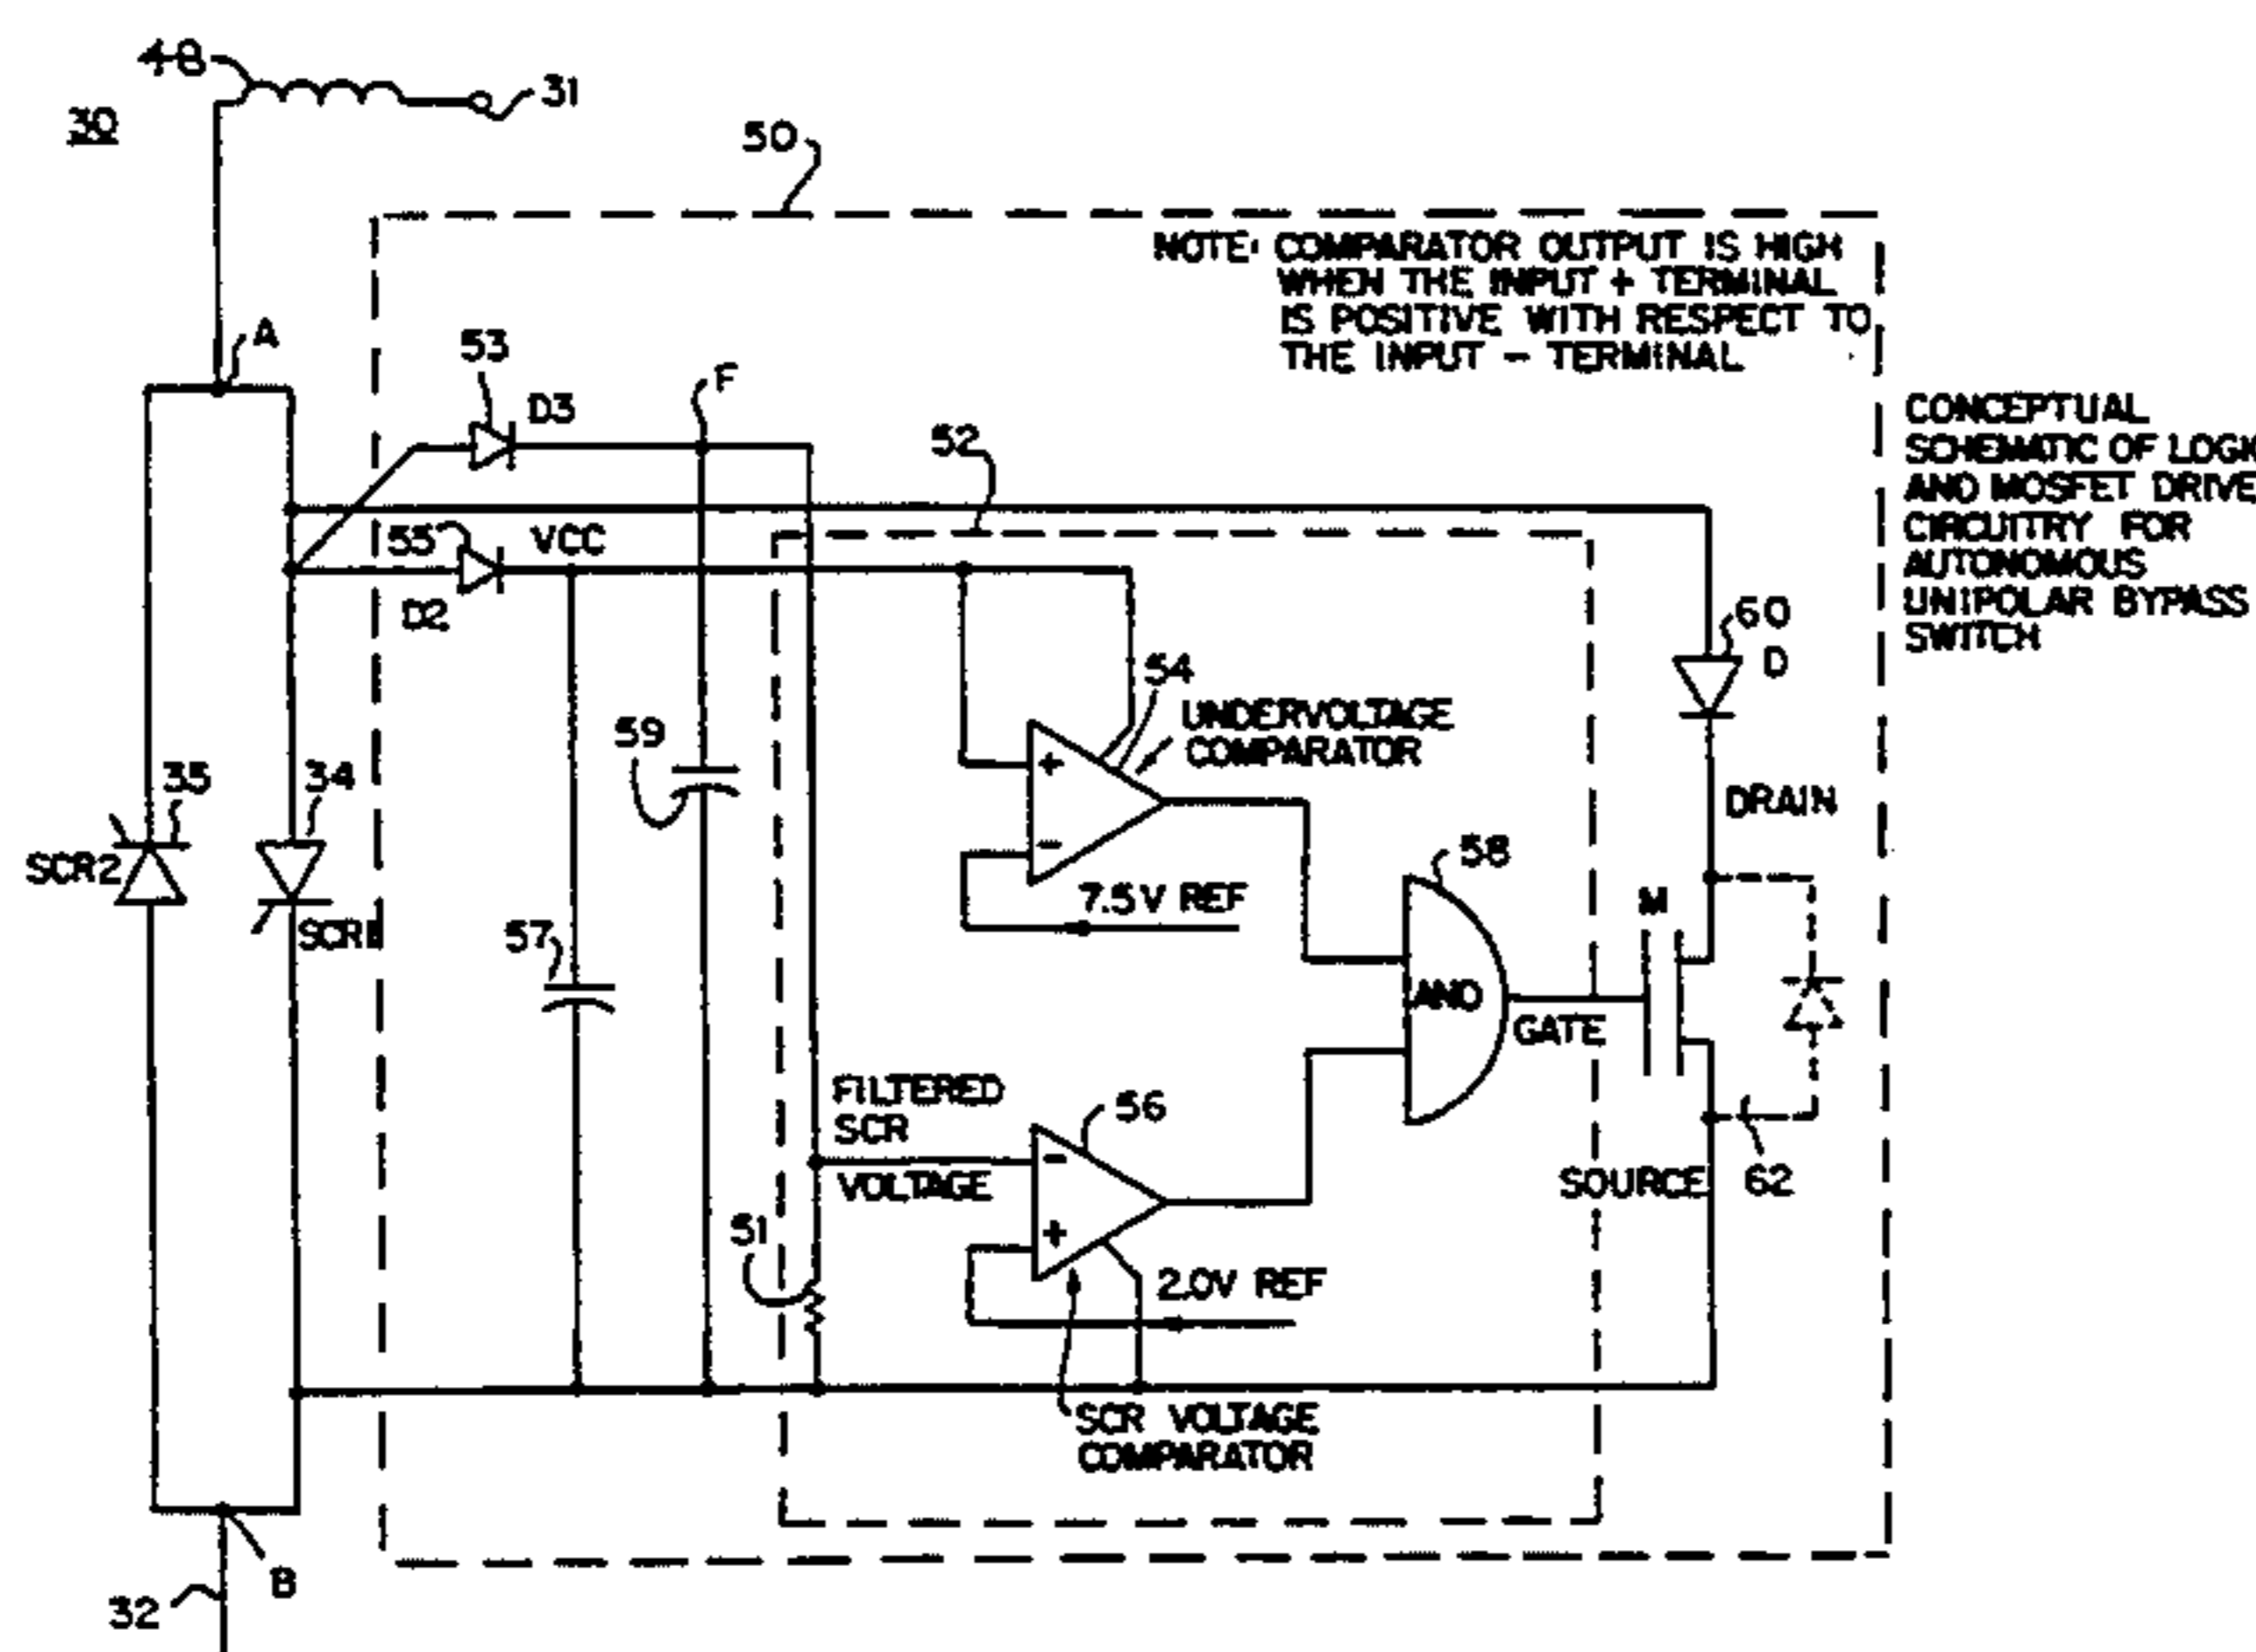 48
31
30
50
NOTE: COMPARATOR OUTPUT IS HIGH
WHEN THE INPUT + TERMINAL
IS POSITIVE WITH RESPECT TO
THE INPUT - TERMINAL
A
53
D3
F
52
CONCEPTUAL
SCHEMATIC OF LOGIC
AND MOSFET DRIVE
CIRCUITRY FOR
AUTONOMOUS
UNIPOLAR BYPASS
SWITCH
55
VCC
D2
60
D
54
UNDERVOLTAGE
COMPARATOR
59
35
34
DRAIN
+
-
SCR2
58
7.5V REF
M
SCR1
57
AND
GATE
FILTERED
SCR
VOLTAGE
56
-
+
SOURCE
62
51
2.0V REF
SCR VOLTAGE
COMPARATOR
B
32